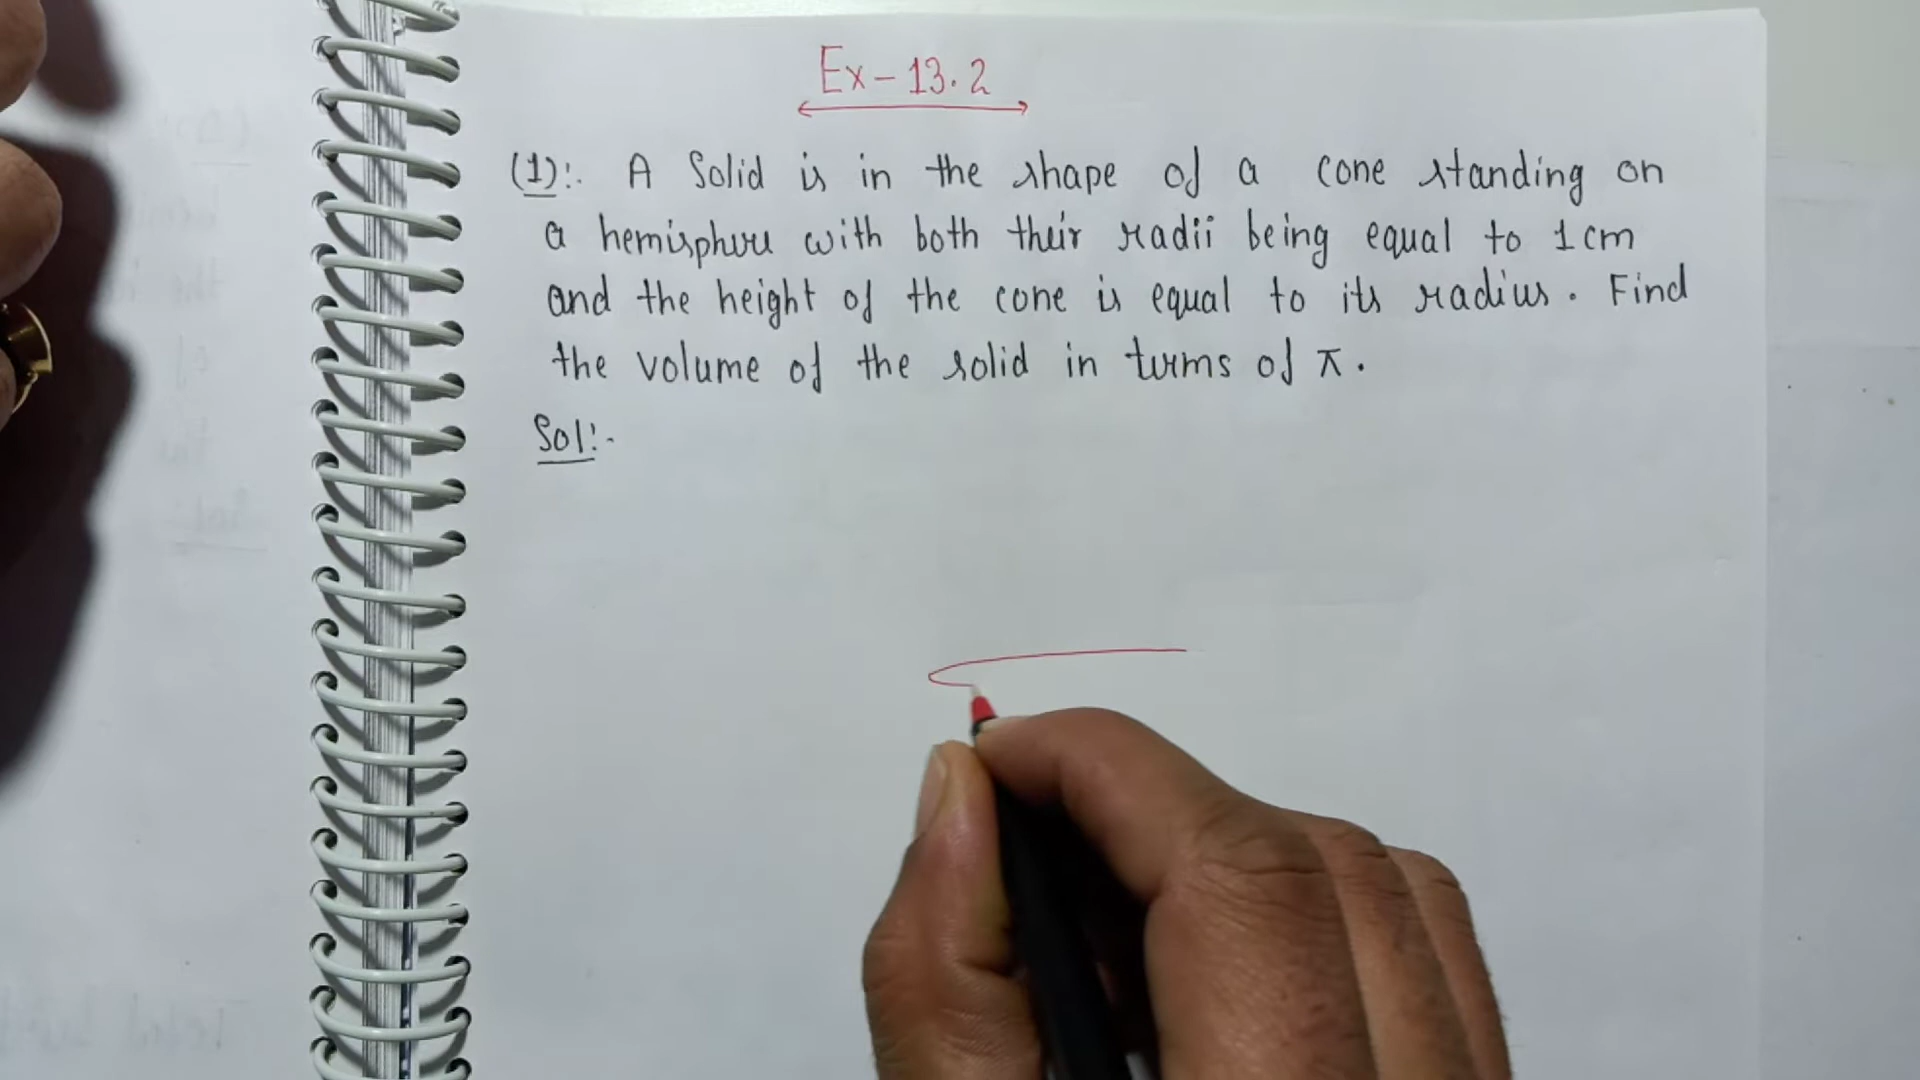 Ex-13.2
(1):. A Solid is in the shape of a cone standing on
a hemisphere with both their radii being equal to 1cm
and the height of the cone is equal to its radius. Find
the volume of the solid in terms of π.
Sol:-